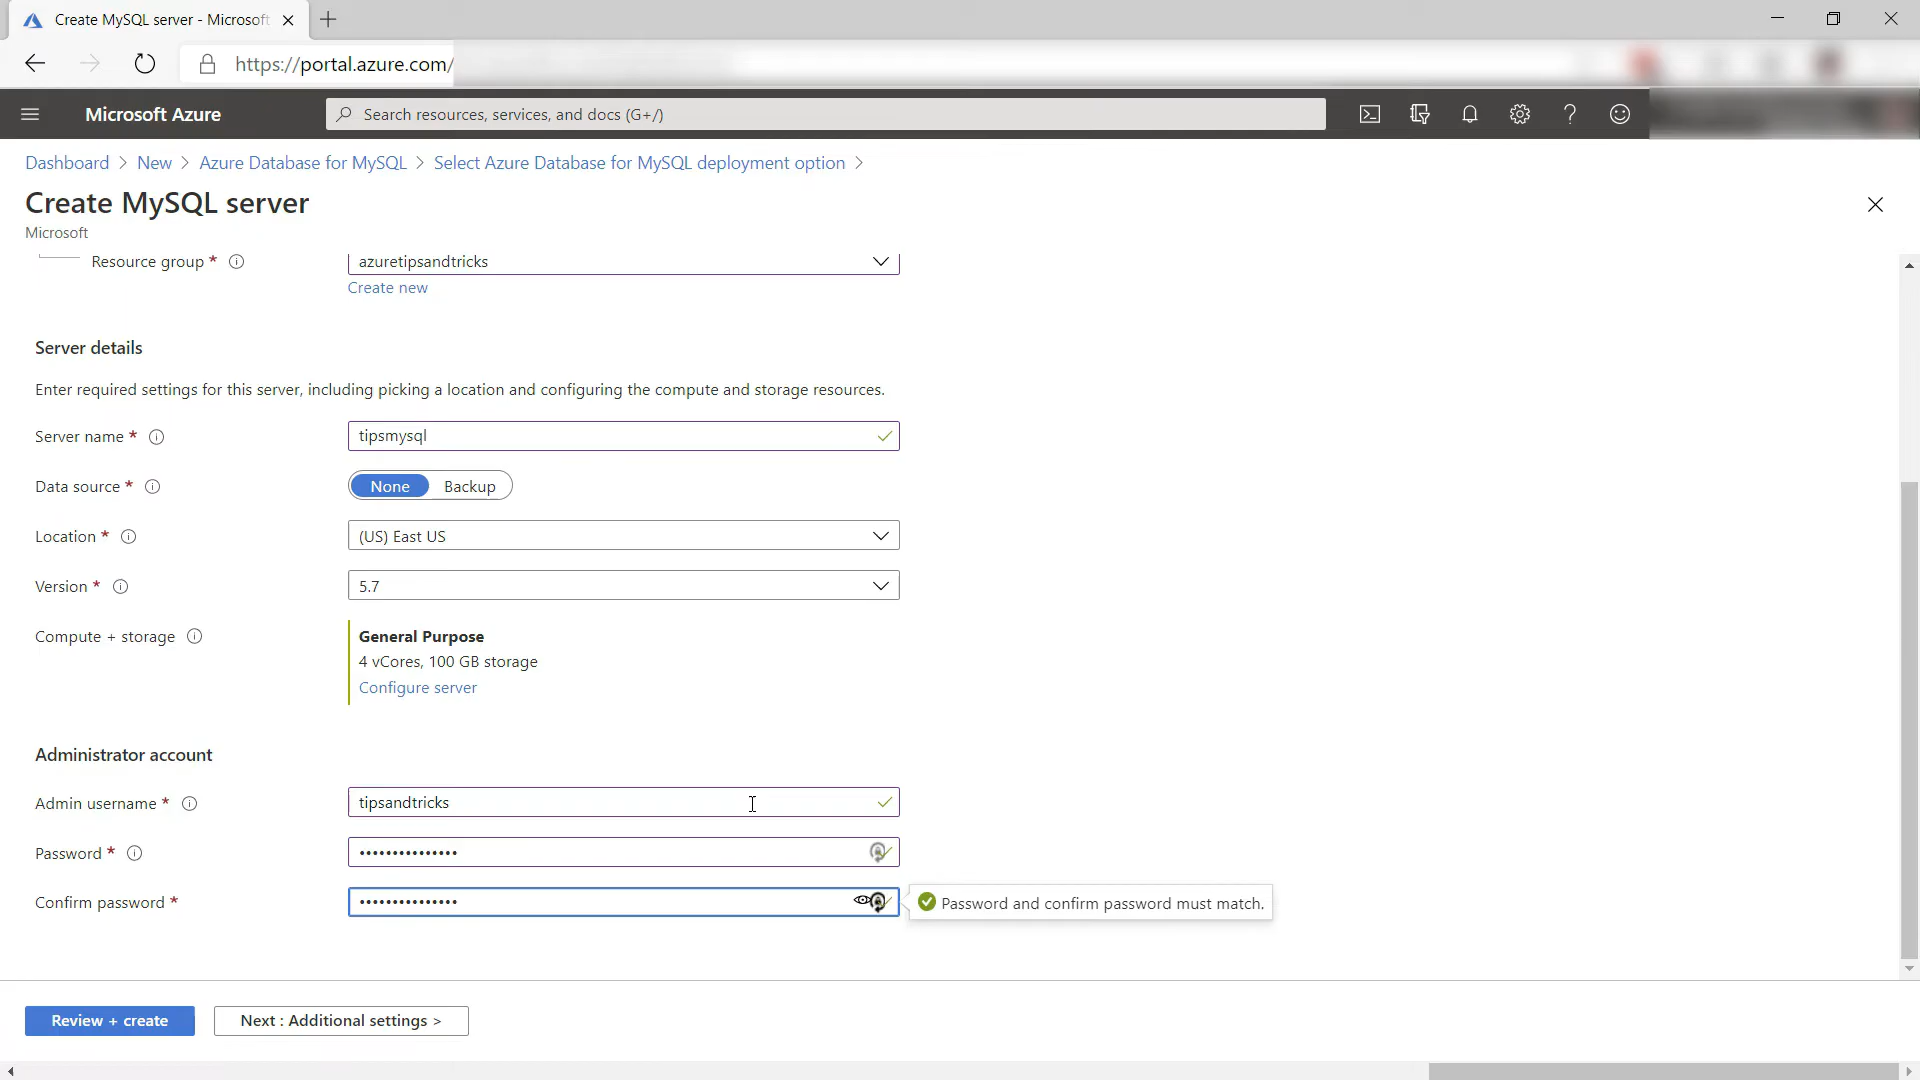 Create MySQL server - Microsoft
https://portal.azure.com/
Microsoft Azure
Search resources, services, and docs (G+/)
Dashboard > New > Azure Database for MySQL > Select Azure Database for MySQL deployment option >
Create MySQL server
Microsoft
Resource group * azuretipsandtricks
Create new
Server details
Enter required settings for this server, including picking a location and configuring the compute and storage resources.
Server name * tipsmysql
Data source * None Backup
Location * (US) East US
Version * 5.7
Compute + storage General Purpose
4 vCores, 100 GB storage
Configure server
Administrator account
Admin username * tipsandtricks
Password * •••••••••••••••
Confirm password * ••••••••••••••• Password and confirm password must match.
Review + create Next : Additional settings >